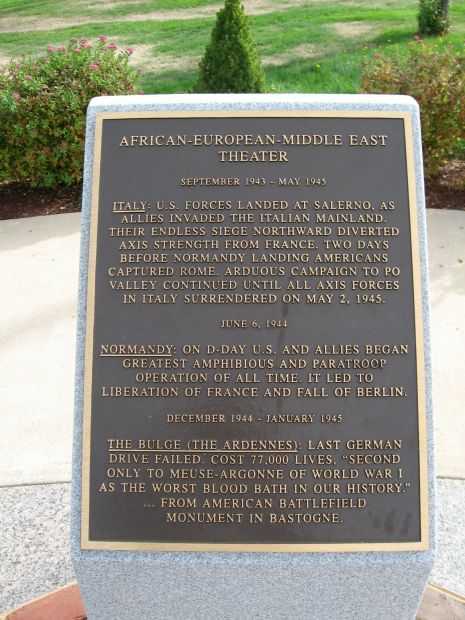 AFRICAN-EUROPEAN-MIDDLE EAST
THEATER
SEPTEMBER 1943 - MAY 1945
ITALY: U.S. FORCES LANDED AT SALERNO, AS
ALLIES INVADED THE ITALIAN MAINLAND.
THEIR ENDLESS SIEGE NORTHWARD DIVERTED
AXIS STRENGTH FROM FRANCE. TWO DAYS
BEFORE NORMANDY LANDING AMERICANS
CAPTURED ROME. ARDUOUS CAMPAIGN TO PO
VALLEY CONTINUED UNTIL ALL AXIS FORCES
IN ITALY SURRENDERED ON MAY 2, 1945.
JUNE 6, 1944
NORMANDY: ON D-DAY U.S. AND ALLIES BEGAN
GREATEST AMPHIBIOUS AND PARATROOP
OPERATION OF ALL TIME. IT LED TO
LIBERATION OF FRANCE AND FALL OF BERLIN.
DECEMBER 1944 - JANUARY 1945
THE BULGE (THE ARDENNES): LAST GERMAN
DRIVE FAILED. COST 77,000 LIVES, "SECOND
ONLY TO MEUSE-ARGONNE OF WORLD WAR I
AS THE WORST BLOOD BATH IN OUR HISTORY."
... FROM AMERICAN BATTLEFIELD
MONUMENT IN BASTOGNE.